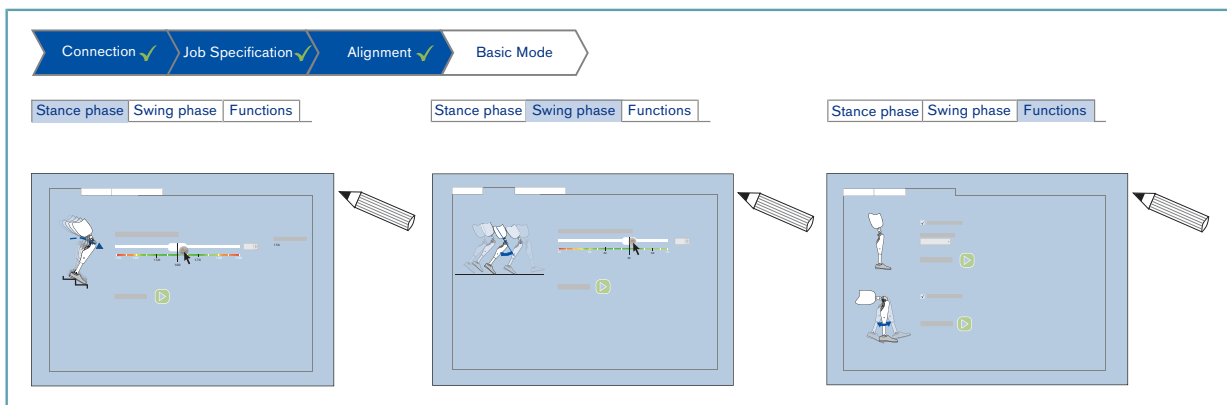 Connection Job Specification Alignment Basic Mode
Stance phase Swing phase Functions
Stance phase Swing phase Functions
Stance phase Swing phase Functions